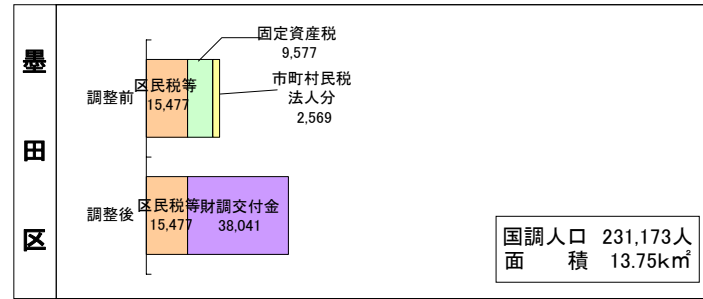 墨田区
調整前
区民税等
15,477
固定資産税
9,577
市町村民税
法人分
2,569
調整後
区民税等
15,477
財調交付金
38,041
国調人口 231,173人
面積 13.75k㎡